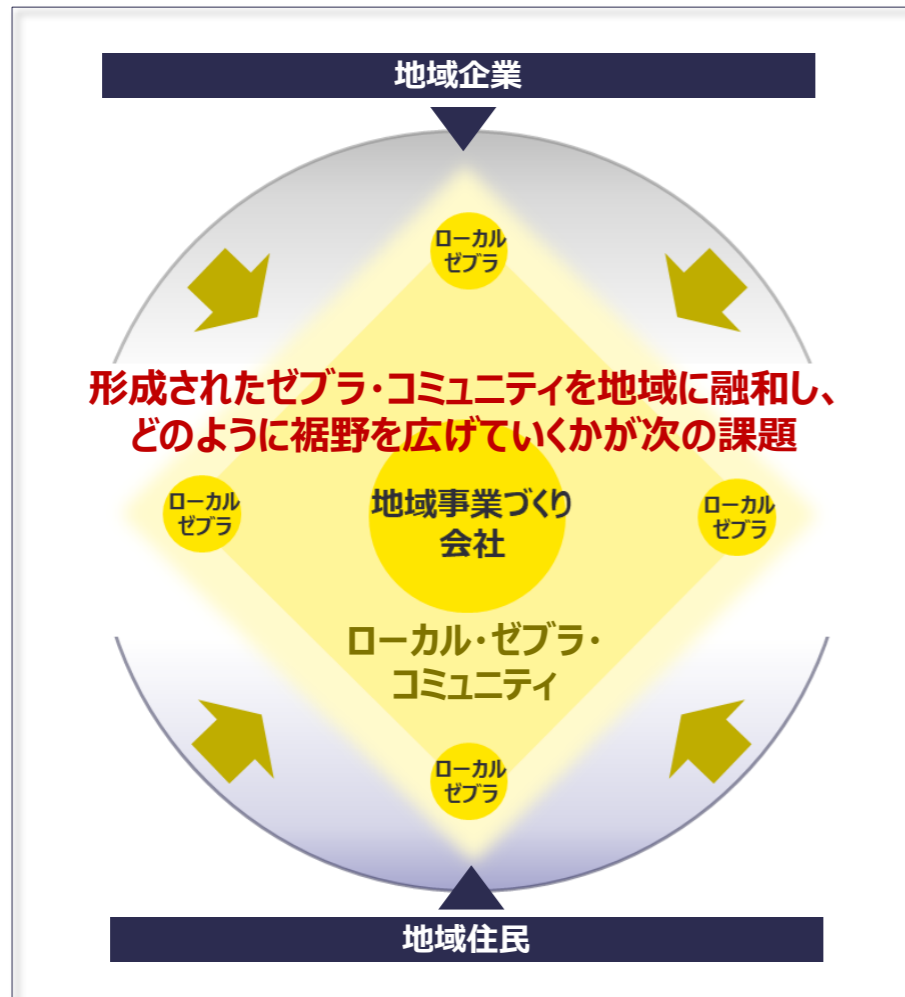 地域企業
ローカル
ゼブラ
形成されたゼブラ・コミュニティを地域に融和し、
どのように裾野を広げていくかが次の課題
ローカル
ゼブラ
地域事業づくり
会社
ローカル
ゼブラ
ローカル・ゼブラ・
コミュニティ
ローカル
ゼブラ
地域住民